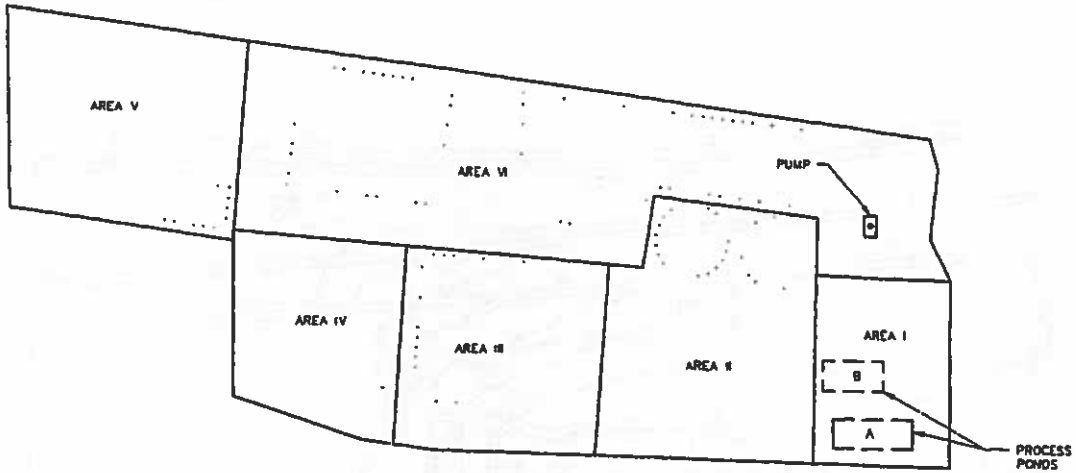 AREA V
AREA VI
PUMP
AREA IV
AREA III
AREA II
AREA I
B
A
PROCESS
PONDS